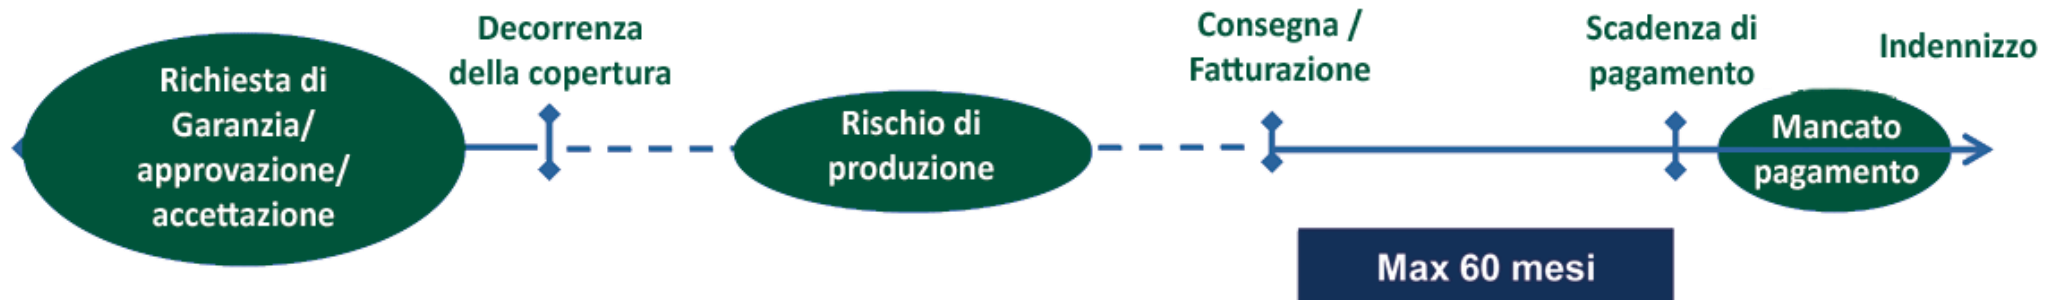 Richiesta di
Garanzia/
approvazione/
accettazione
Decorrenza
della copertura
Rischio di
produzione
Consegna /
Fatturazione
Max 60 mesi
Scadenza di
pagamento
Mancato
pagamento
Indennizzo